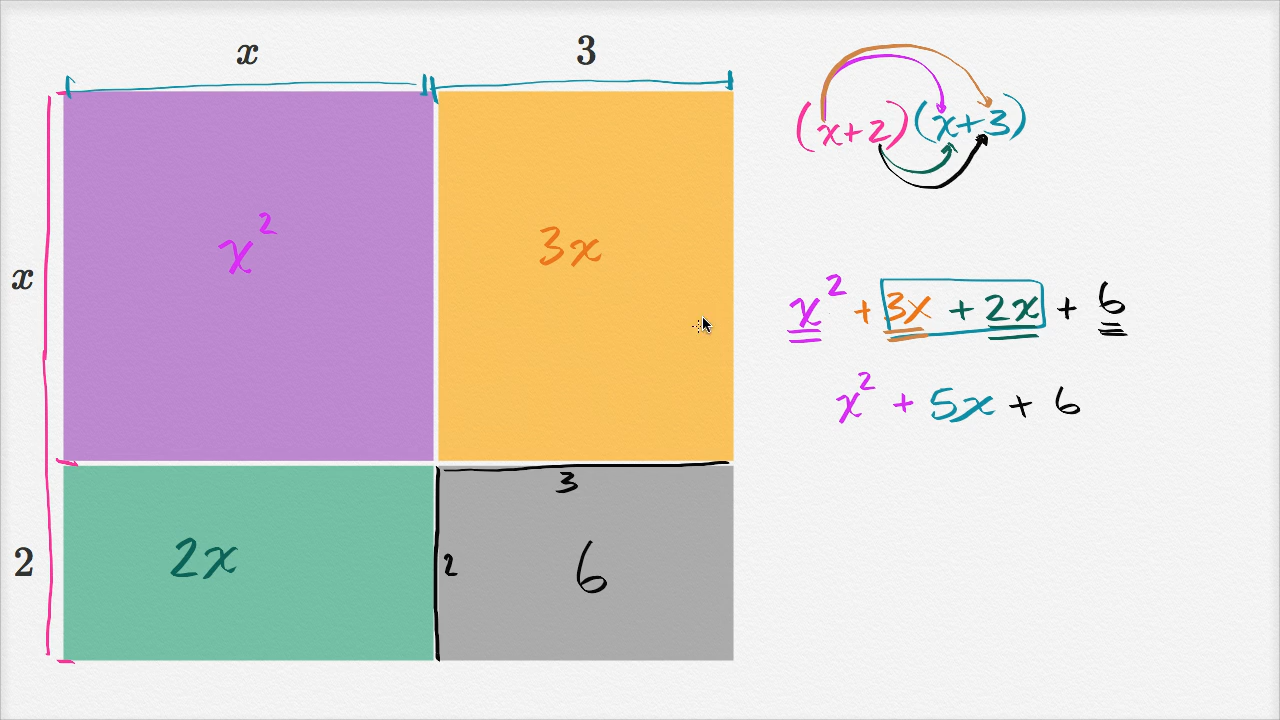 x 3
(x+2)(x+3)
x
x² 3x
x² + 3x + 2x + 6
x² + 5x + 6
3
2
2x
2
6